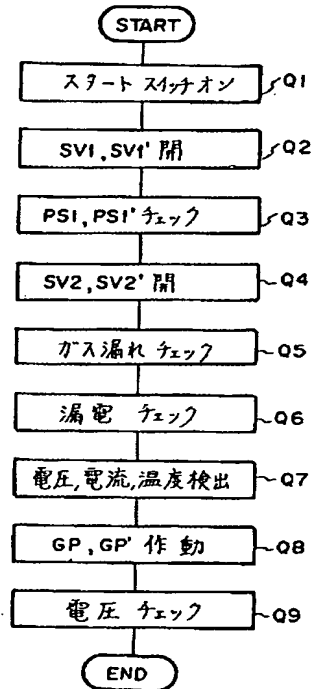 START
スタートスイッチオン Q1
SV1, SV1' 開 Q2
PS1, PS1' チェック Q3
SV2, SV2' 開 Q4
ガス漏れチェック Q5
漏電 チェック Q6
電圧,電流,温度検出 Q7
GP, GP' 作動 Q8
電圧 チェック Q9
END